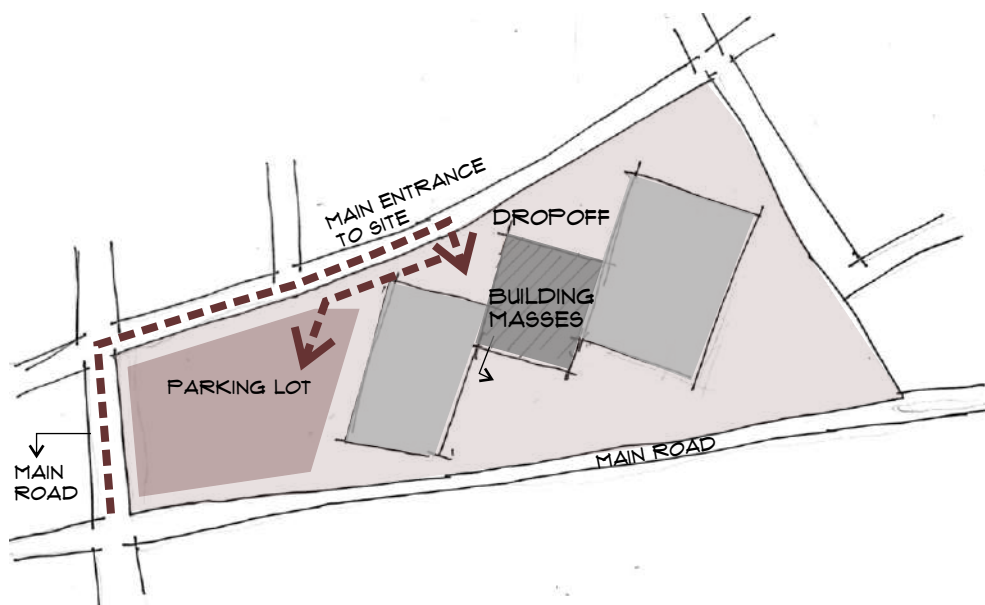 MAIN ENTRANCE
TO SITE
DROPOFF
BUILDING
MASSES
PARKING LOT
MAIN
ROAD
MAIN ROAD